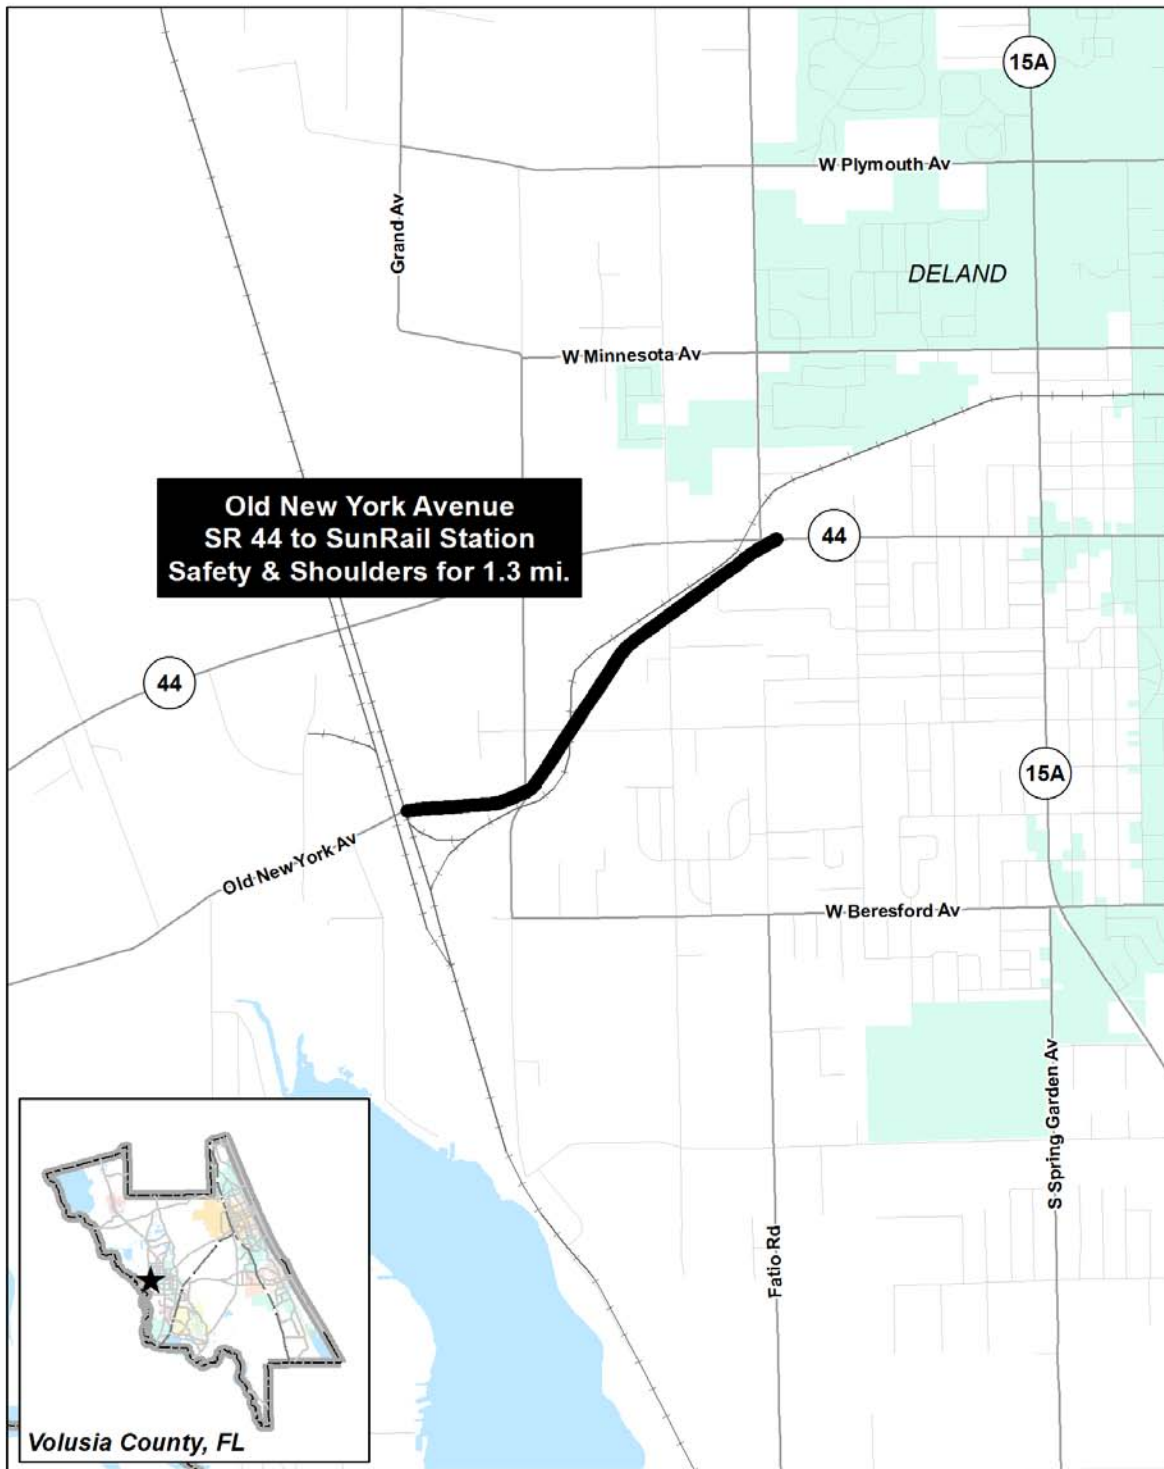 15A
W Plymouth Av
Grand Av
DELAND
W Minnesota Av
Old New York Avenue
SR 44 to SunRail Station
Safety & Shoulders for 1.3 mi.
44
44
15A
Old New York Av
W Beresford Av
S Spring Garden Av
Fatio Rd
Volusia County, FL